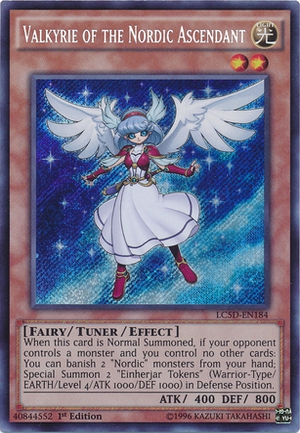 VALKYRIE OF THE NORDIC ASCENDANT
LIGHT
光
LC5D-EN184
[FAIRY / TUNER / EFFECT]
When this card is Normal Summoned, if your opponent
controls a monster and you control no other cards:
You can banish 2 "Nordic" monsters from your hand;
Special Summon 2 "Einherjar Tokens" (Warrior-Type/
EARTH/Level 4/ATK 1000/DEF 1000) in Defense Position.
ATK/ 400 DEF/ 800
40844552 1st Edition ©1996 KAZUKI TAKAHASHI